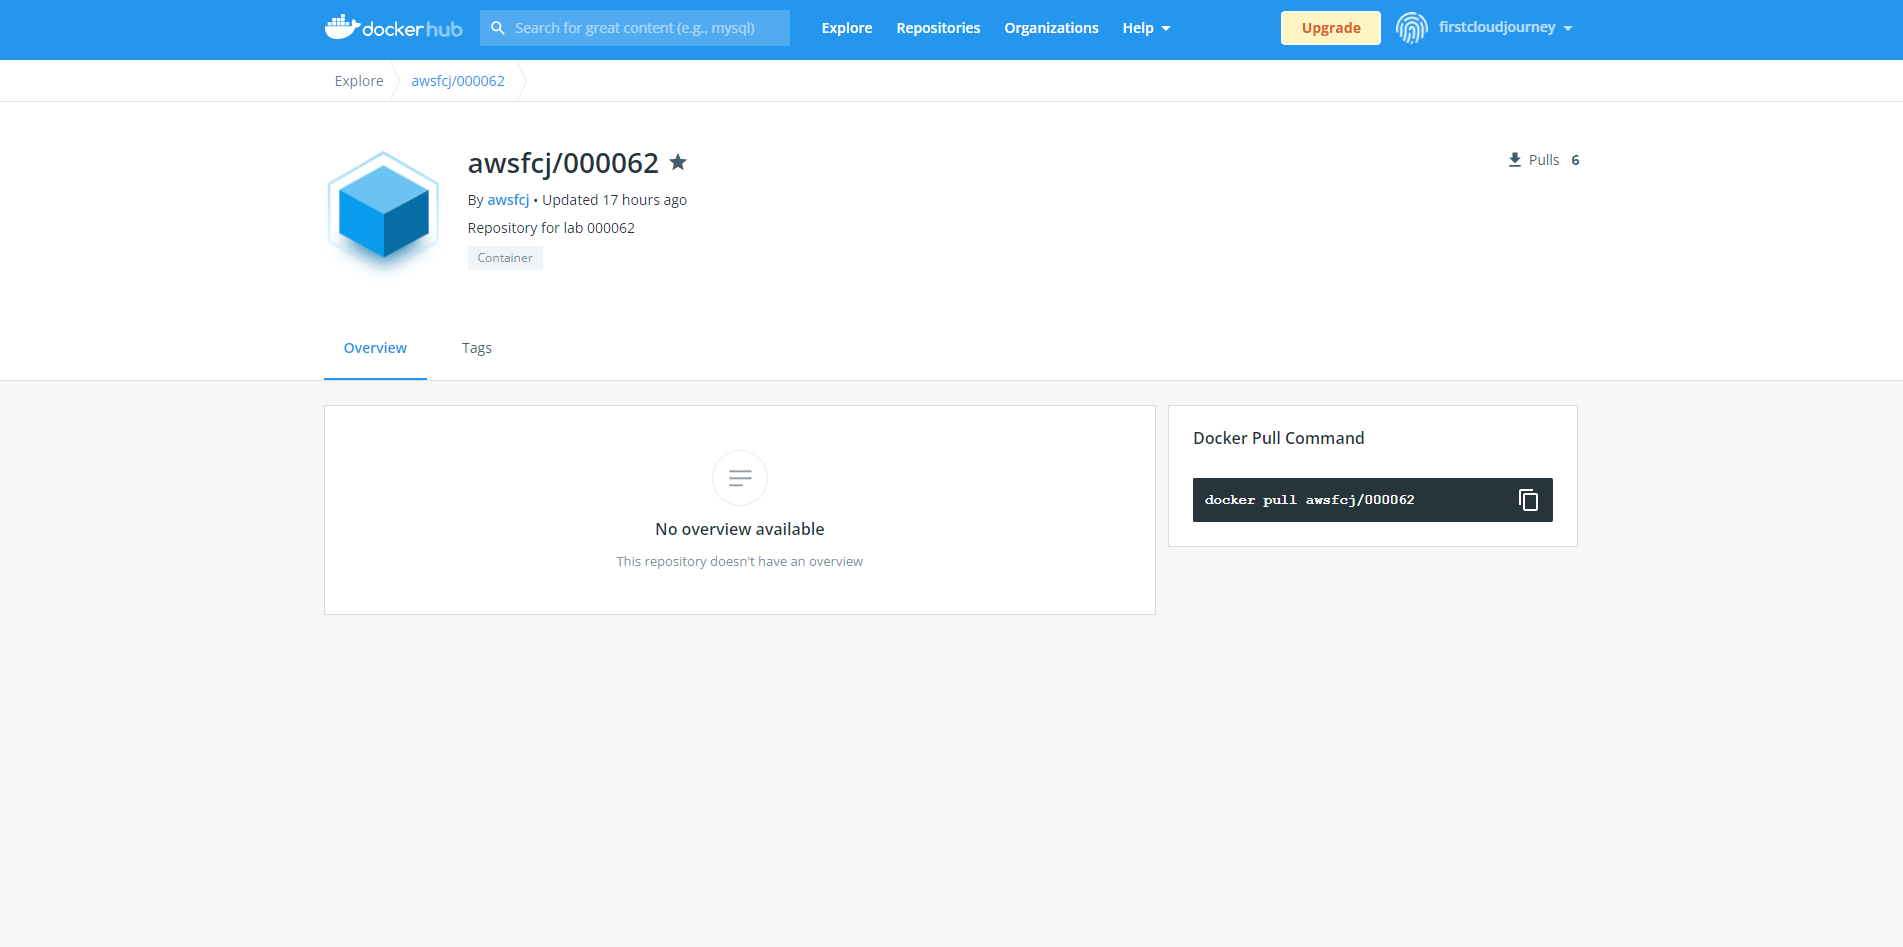 docker hub
Search for great content (e.g., mysql)
Explore
Repositories
Organizations
Help
Upgrade
firstcloudjourney
Explore
awsfcj/000062
awsfcj/000062
Pulls 6
By awsfcj • Updated 17 hours ago
Repository for lab 000062
Container
Overview
Tags
No overview available
This repository doesn't have an overview
Docker Pull Command
docker pull awsfcj/000062